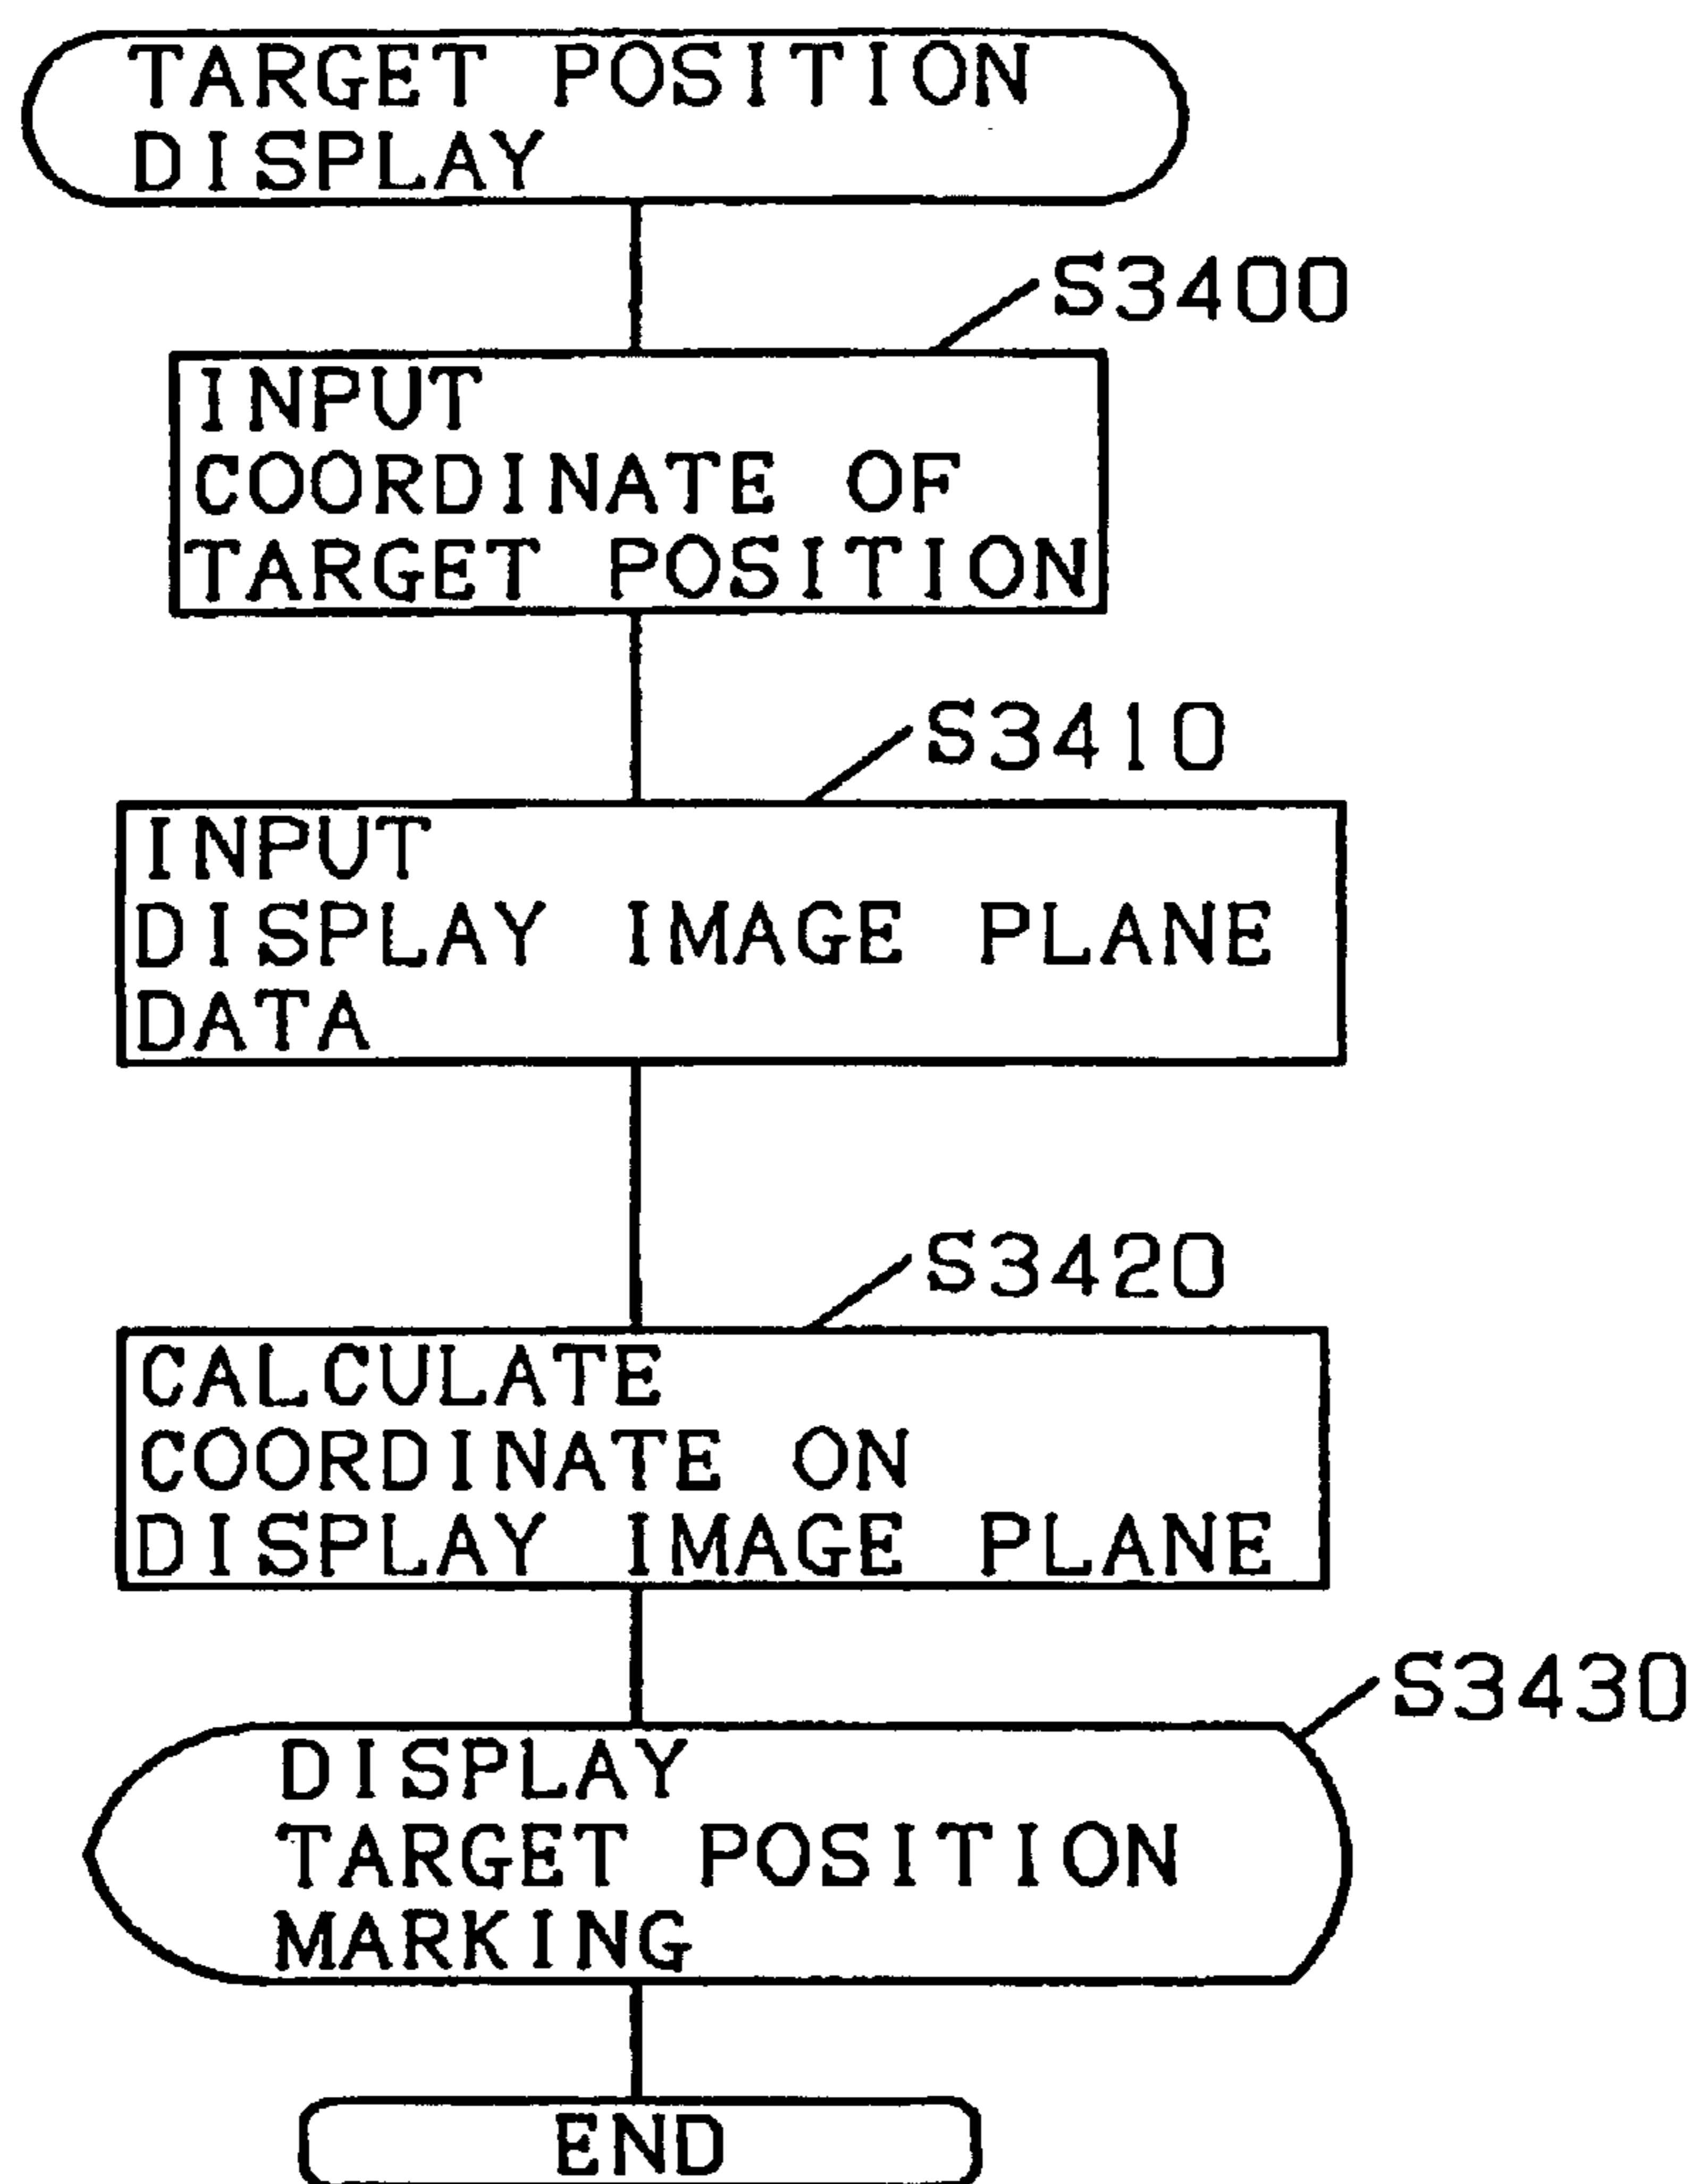 TARGET POSITION
DISPLAY
S3400
INPUT
COORDINATE OF
TARGET POSITION
S3410
INPUT
DISPLAY IMAGE PLANE
DATA
S3420
CALCULATE
COORDINATE ON
DISPLAY IMAGE PLANE
S3430
DISPLAY
TARGET POSITION
MARKING
END